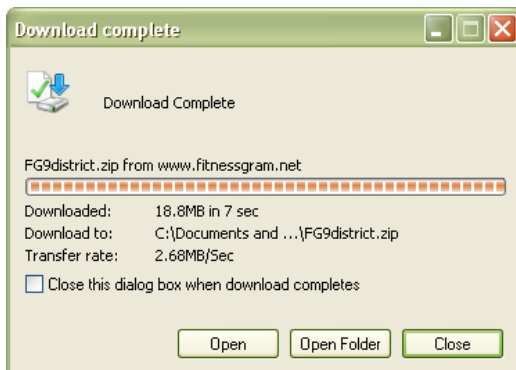 Download complete
Download Complete
FG9district.zip from www.fitnessgram.net
Downloaded: 18.8MB in 7 sec
Download to: C:\Documents and ...\FG9district.zip
Transfer rate: 2.68MB/Sec
Close this dialog box when download completes
Open Open Folder Close